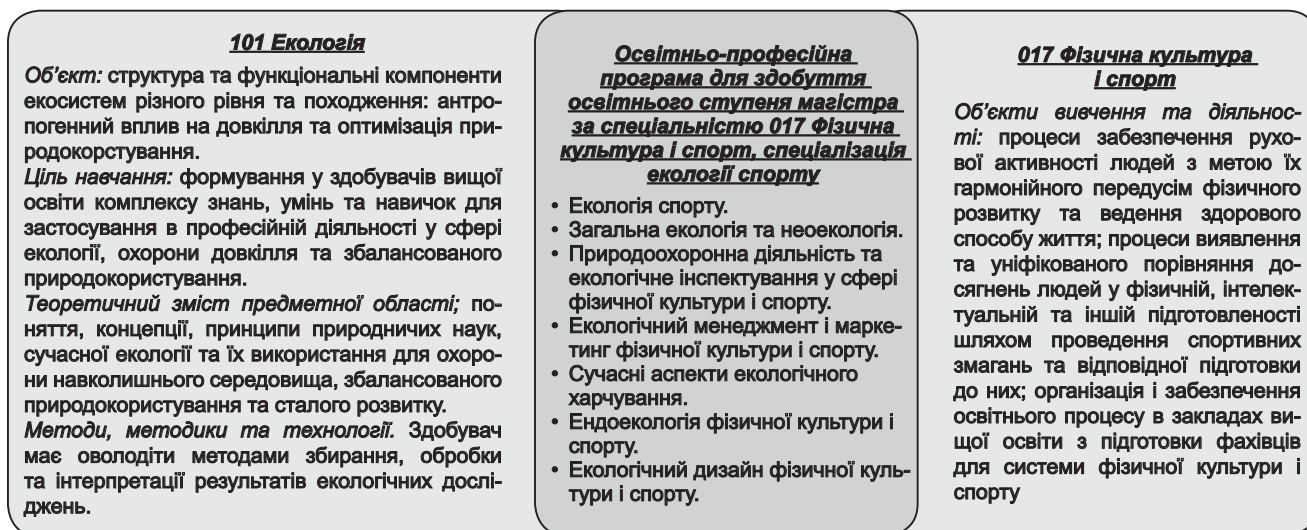 101 Екологія
Об’єкт: структура та функціональні компоненти
екосистем різного рівня та походження: антро-
погенний вплив на довкілля та оптимізація при-
родокорстування.
Ціль навчання: формування у здобувачів вищої
освіти комплексу знань, умінь та навичок для
застосування в професійній діяльності у сфері
екології, охорони довкілля та збалансованого
природокористування.
Теоретичний зміст предметної області; по-
няття, концепції, принципи природничих наук,
сучасної екології та їх використання для охоро-
ни навколишнього середовища, збалансованого
природокористування та сталого розвитку.
Методи, методики та технології. Здобувач
має оволодіти методами збирання, обробки
та інтерпретації результатів екологічних дослі-
джень.
Освітньо-професійна
програма для здобуття
освітнього ступеня магістра
за спеціальністю 017 Фізична
культура і спорт, спеціалізація
екології спорту
• Екологія спорту.
• Загальна екологія та неоекологія.
• Природоохоронна діяльність та
екологічне інспектування у сфері
фізичної культури і спорту.
• Екологічний менеджмент і марке-
тинг фізичної культури і спорту.
• Сучасні аспекти екологічного
харчування.
• Ендоекологія фізичної культури і
спорту.
• Екологічний дизайн фізичної куль-
тури і спорту.
017 Фізична культура
і спорт
Об’єкти вивчення та діяльнос-
ті: процеси забезпечення рухо-
вої активності людей з метою їх
гармонійного передусім фізичного
розвитку та ведення здорового
способу життя; процеси виявлення
та уніфікованого порівняння до-
сягнень людей у фізичній, інтелек-
туальній та іншій підготовленості
шляхом проведення спортивних
змагань та відповідної підготовки
до них; організація і забезпечення
освітнього процесу в закладах ви-
щої освіти з підготовки фахівців
для системи фізичної культури і
спорту